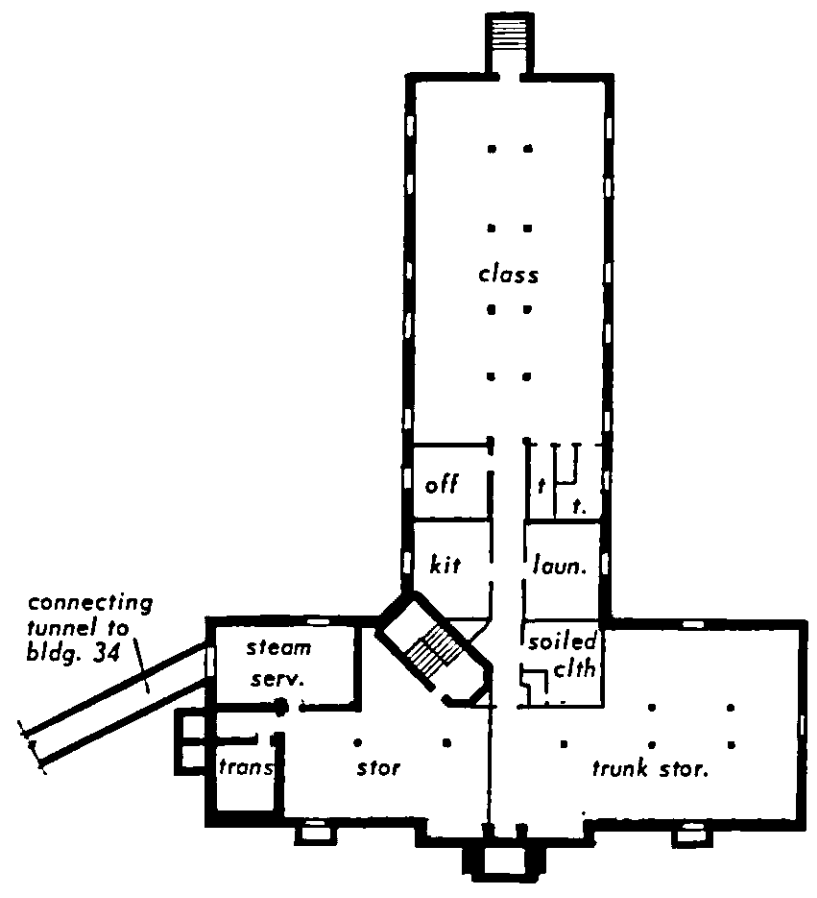 class
off
t
t.
kit
laun.
connecting
tunnel to
bldg. 34
steam
serv.
soiled
clth
trans
stor
trunk stor.